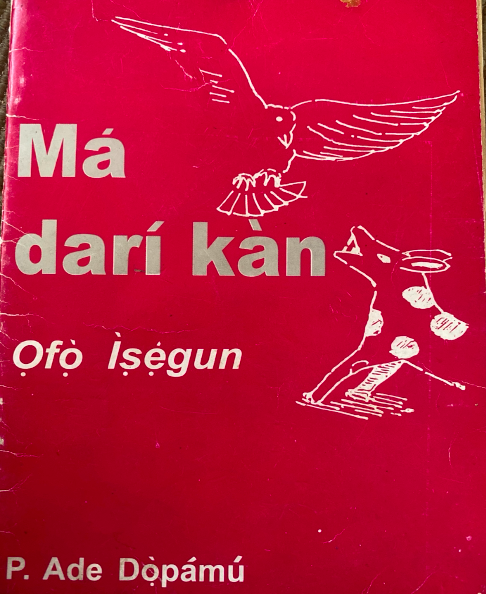 Má
darí kàn
Ọfọ̀ Ìṣẹ́gun
P. Ade Dọ̀pámú